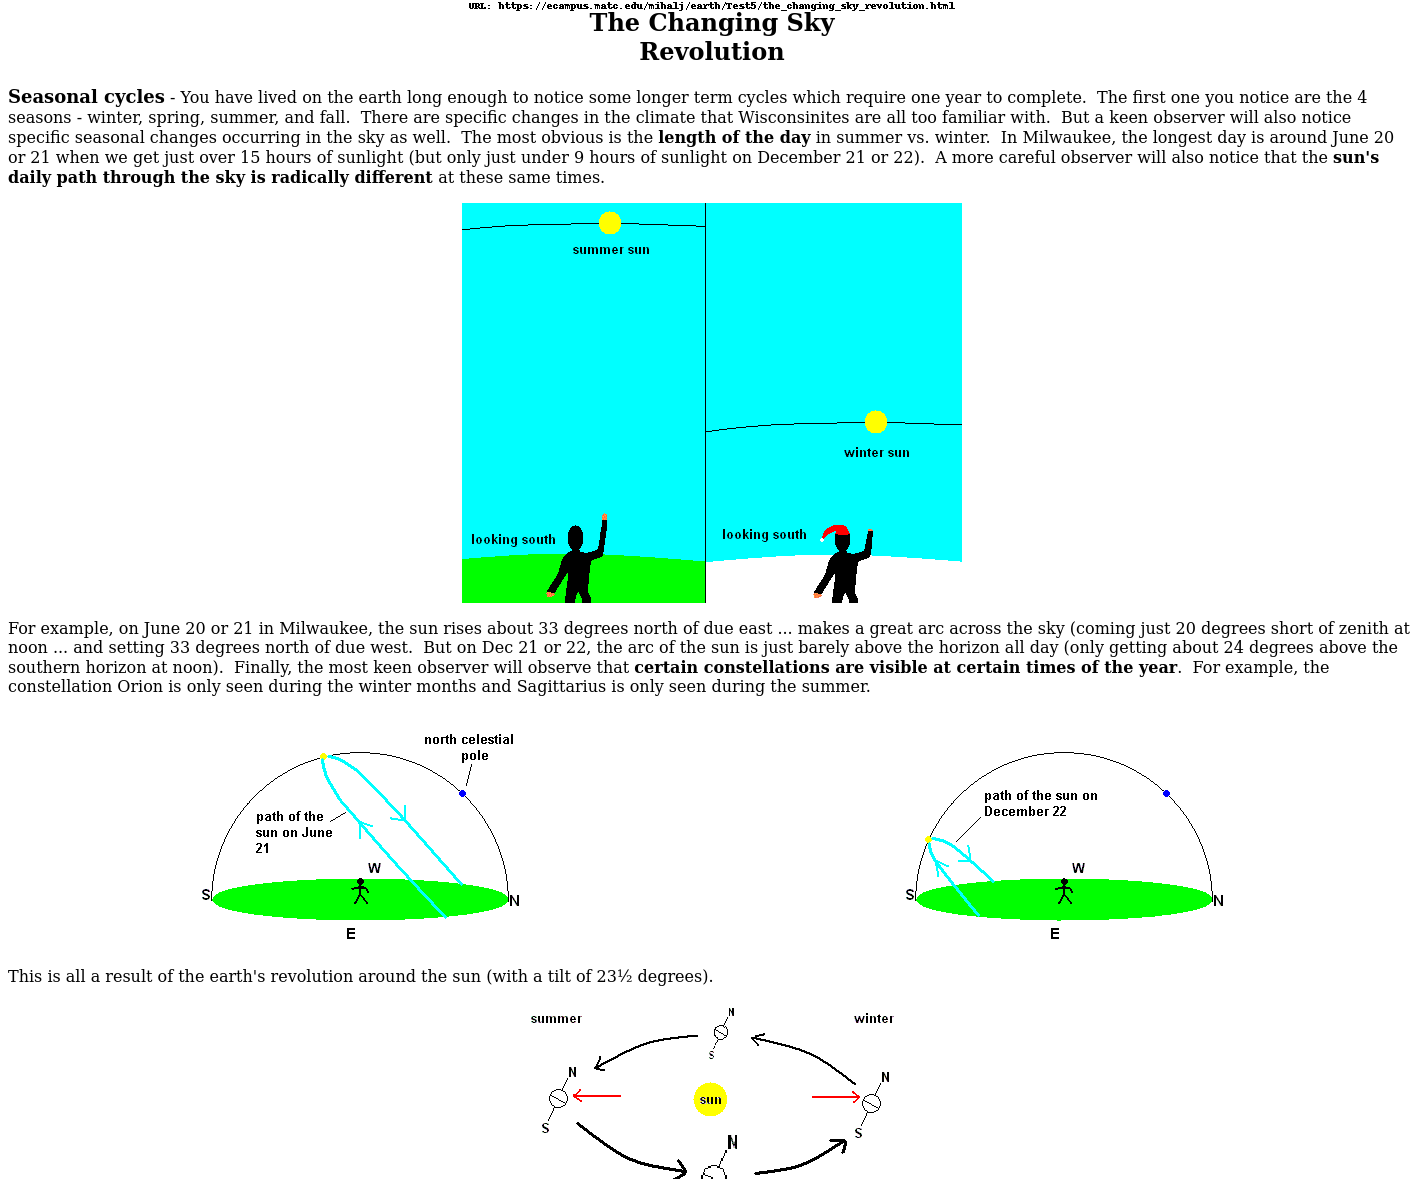 URL: https://ecampus.matc.edu/mihalj/earth/Test5/the_changing_sky_revolution.html
The Changing Sky
Revolution
Seasonal cycles - You have lived on the earth long enough to notice some longer term cycles which require one year to complete.  The first one you notice are the 4
seasons - winter, spring, summer, and fall.  There are specific changes in the climate that Wisconsinites are all too familiar with.  But a keen observer will also notice
specific seasonal changes occurring in the sky as well.  The most obvious is the length of the day in summer vs. winter.  In Milwaukee, the longest day is around June 20
or 21 when we get just over 15 hours of sunlight (but only just under 9 hours of sunlight on December 21 or 22).  A more careful observer will also notice that the sun's
daily path through the sky is radically different at these same times.
summer sun
winter sun
looking south
looking south
For example, on June 20 or 21 in Milwaukee, the sun rises about 33 degrees north of due east ... makes a great arc across the sky (coming just 20 degrees short of zenith at
noon ... and setting 33 degrees north of due west.  But on Dec 21 or 22, the arc of the sun is just barely above the horizon all day (only getting about 24 degrees above the
southern horizon at noon).  Finally, the most keen observer will observe that certain constellations are visible at certain times of the year.  For example, the
constellation Orion is only seen during the winter months and Sagittarius is only seen during the summer.
north celestial
pole
path of the
sun on June
21
W
S
N
E
path of the sun on
December 22
W
S
N
E
This is all a result of the earth's revolution around the sun (with a tilt of 23½ degrees).
summer
N
winter
S
N
N
sun
S
S
N